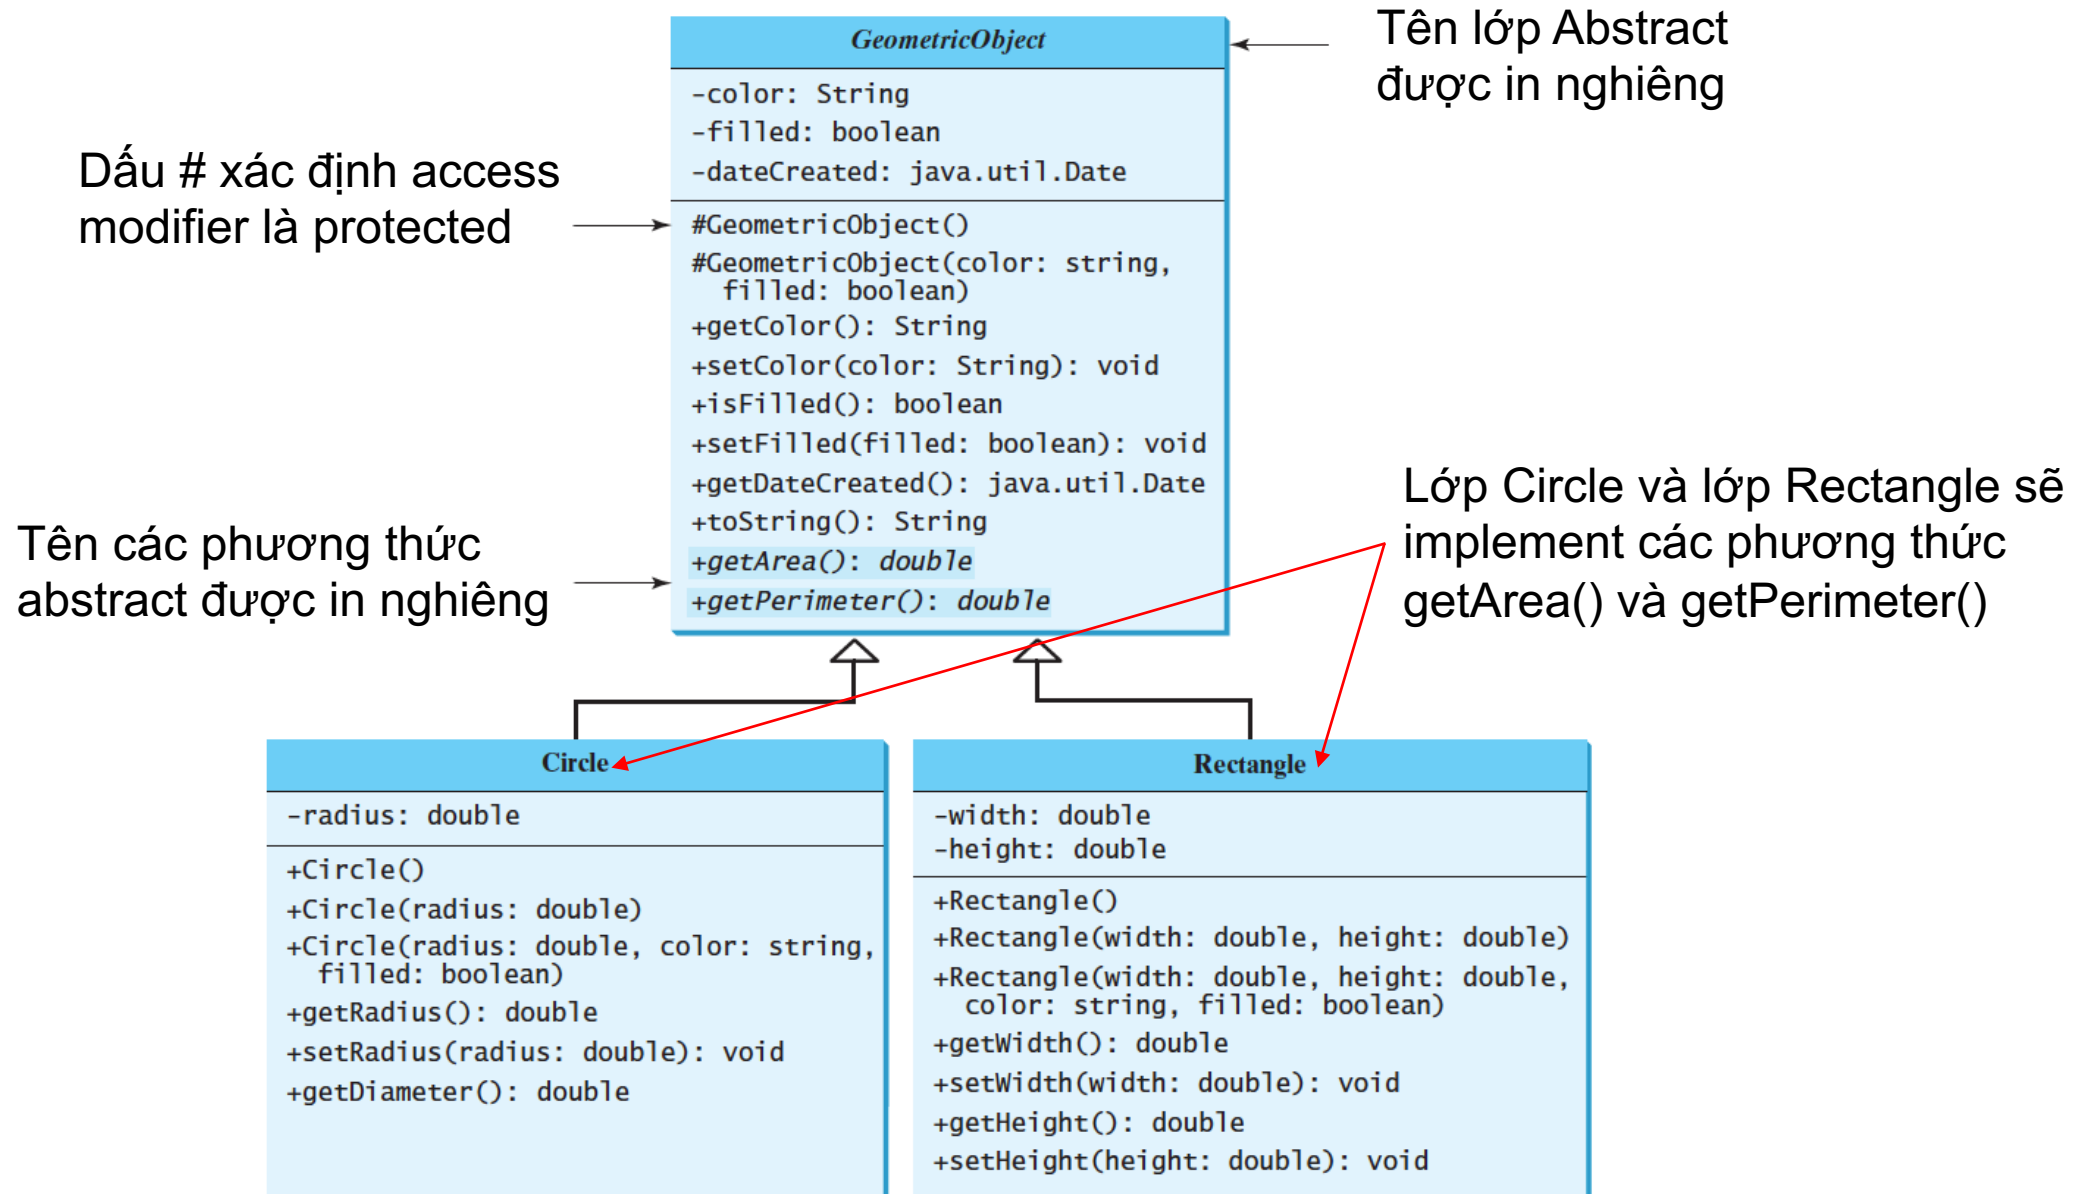 Tên lớp Abstract
được in nghiêng
GeometricObject
-color: String
-filled: boolean
-dateCreated: java.util.Date
Dấu # xác định access
modifier là protected
#GeometricObject()
#GeometricObject(color: string,
filled: boolean)
+getColor(): String
+setColor(color: String): void
+isFilled(): boolean
+setFilled(filled: boolean): void
+getDateCreated(): java.util.Date
+toString(): String
+getArea(): double
+getPerimeter(): double
Tên các phương thức
abstract được in nghiêng
Lớp Circle và lớp Rectangle sẽ
implement các phương thức
getArea() và getPerimeter()
Circle
-radius: double
+Circle()
+Circle(radius: double)
+Circle(radius: double, color: string,
filled: boolean)
+getRadius(): double
+setRadius(radius: double): void
+getDiameter(): double
Rectangle
-width: double
-height: double
+Rectangle()
+Rectangle(width: double, height: double)
+Rectangle(width: double, height: double,
color: string, filled: boolean)
+getWidth(): double
+setWidth(width: double): void
+getHeight(): double
+setHeight(height: double): void